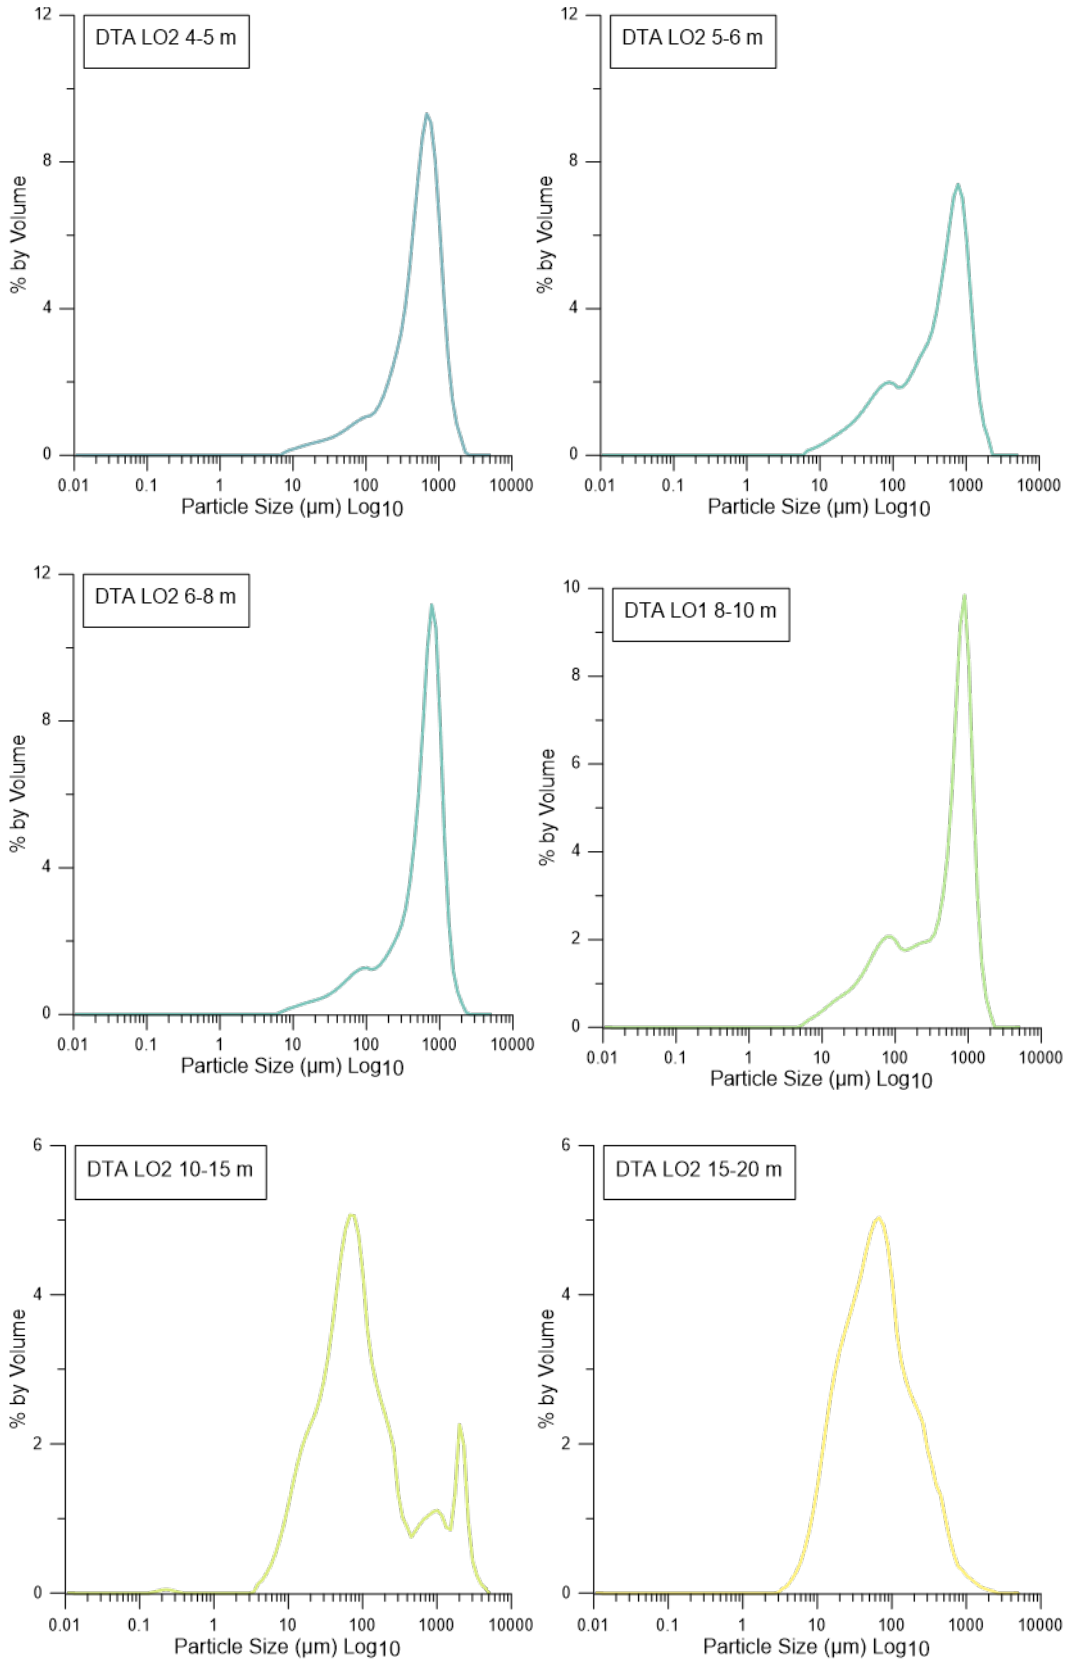 DTA LO2 4-5 m
12
8
4
0
% by Volume
0.01 0.1 1 10 100 1000 10000
Particle Size (µm) Log10
DTA LO2 5-6 m
12
8
4
0
% by Volume
0.01 0.1 1 10 100 1000 10000
Particle Size (µm) Log10
DTA LO2 6-8 m
12
8
4
0
% by Volume
0.01 0.1 1 10 100 1000 10000
Particle Size (µm) Log10
DTA LO1 8-10 m
10
8
6
4
2
0
% by Volume
0.01 0.1 1 10 100 1000 10000
Particle Size (µm) Log10
DTA LO2 10-15 m
6
4
2
0
% by Volume
0.01 0.1 1 10 100 1000 10000
Particle Size (µm) Log10
DTA LO2 15-20 m
6
4
2
0
% by Volume
0.01 0.1 1 10 100 1000 10000
Particle Size (µm) Log10